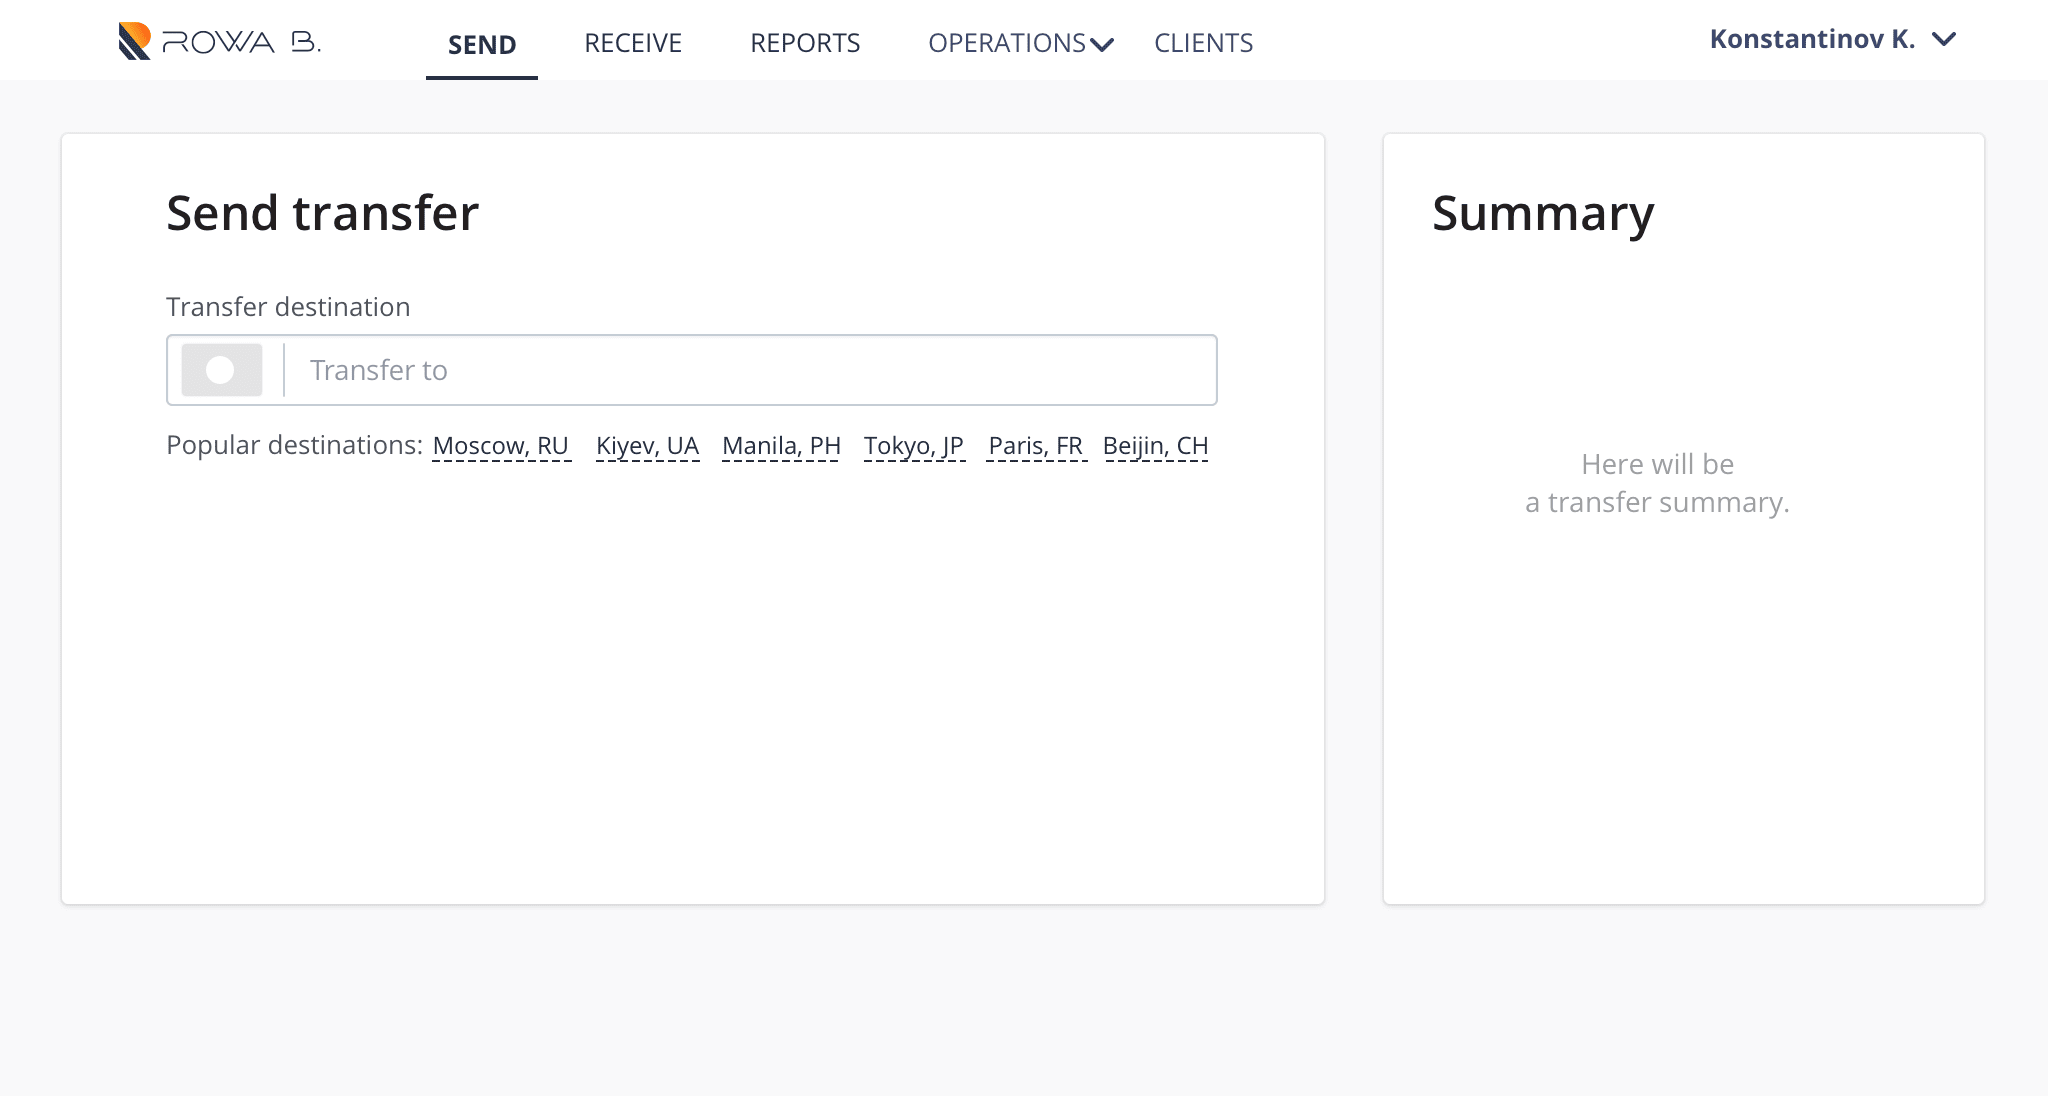 ROWA B.
SEND RECEIVE REPORTS OPERATIONS CLIENTS
Konstantinov K.
Send transfer
Transfer destination
Transfer to
Popular destinations: Moscow, RU Kiyev, UA Manila, PH Tokyo, JP Paris, FR Beijin, CH
Summary
Here will be
a transfer summary.